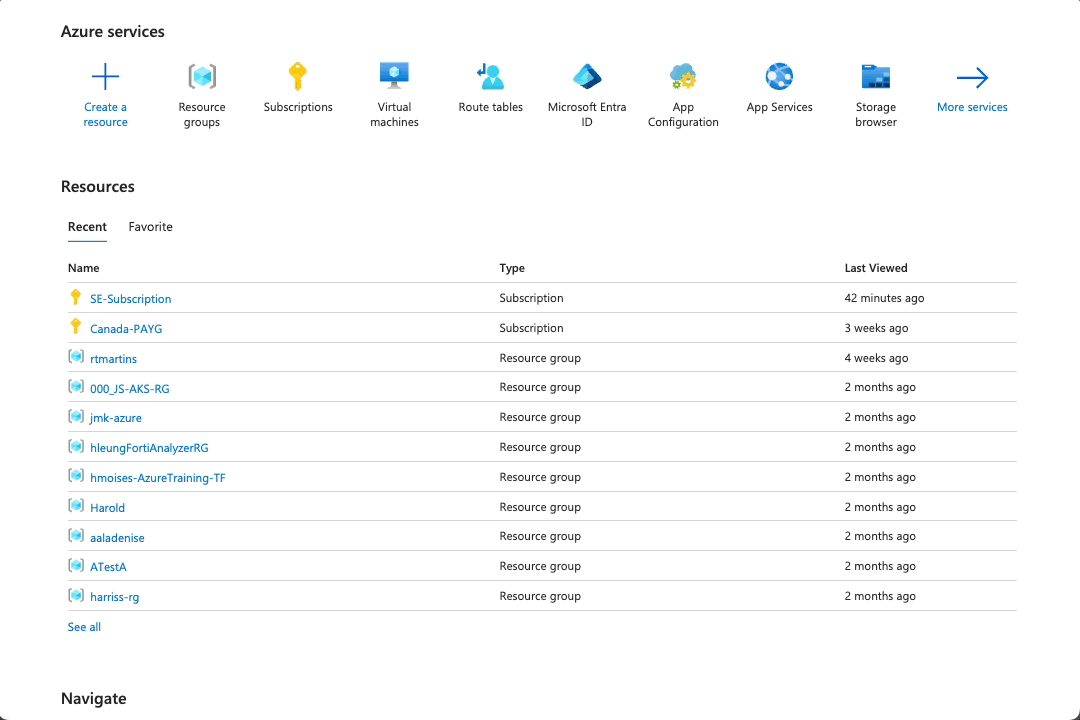 Azure services
Create a resource
Resource groups
Subscriptions
Virtual machines
Route tables
Microsoft Entra ID
App Configuration
App Services
Storage browser
More services
Resources
Recent Favorite
Name Type Last Viewed
SE-Subscription Subscription 42 minutes ago
Canada-PAYG Subscription 3 weeks ago
rtmartins Resource group 4 weeks ago
000_JS-AKS-RG Resource group 2 months ago
jmk-azure Resource group 2 months ago
hleungFortiAnalyzerRG Resource group 2 months ago
hmoises-AzureTraining-TF Resource group 2 months ago
Harold Resource group 2 months ago
aaladenise Resource group 2 months ago
ATestA Resource group 2 months ago
harriss-rg Resource group 2 months ago
See all
Navigate